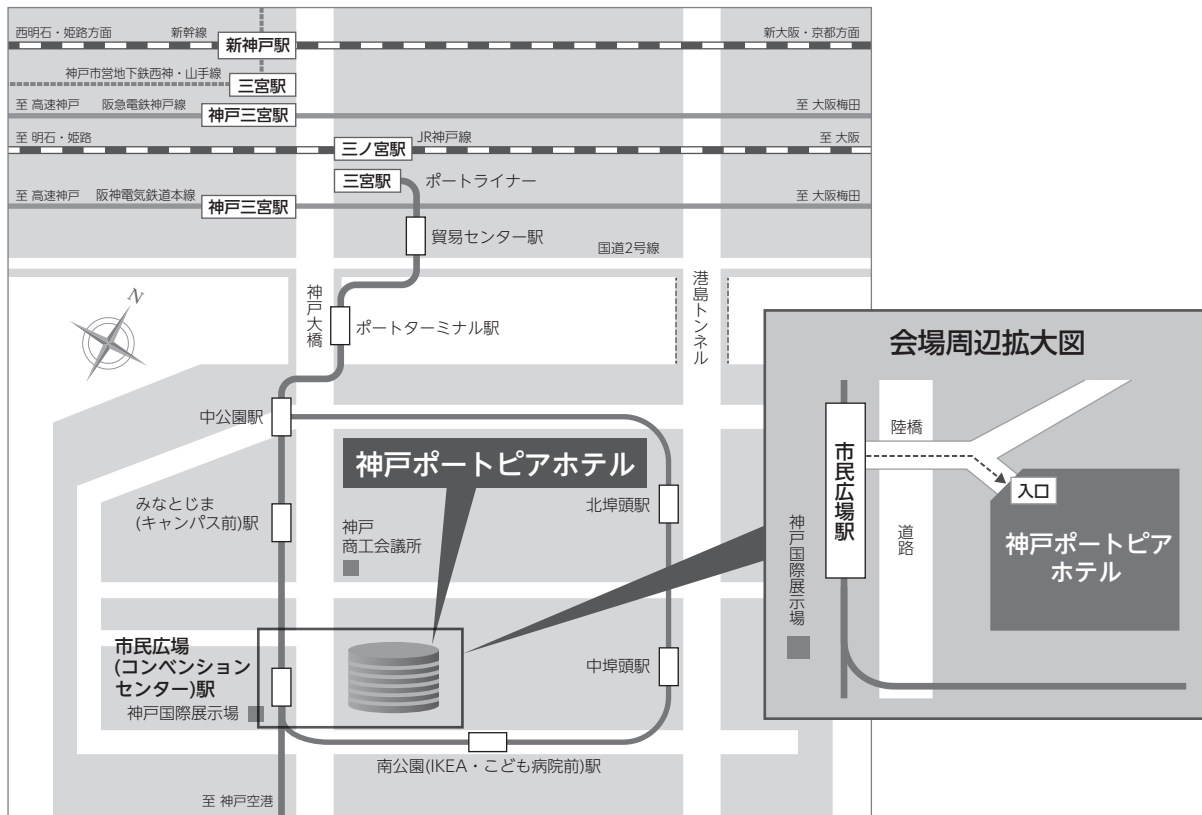 西明石・姫路方面
新幹線
新神戸駅
新大阪・京都方面
神戸市営地下鉄西神・山手線
三宮駅
至 高速神戸
阪急電鉄神戸線
神戸三宮駅
至 大阪梅田
至 明石・姫路
三ノ宮駅
JR神戸線
至 大阪
三宮駅
ポートライナー
至 高速神戸
阪神電気鉄道本線
神戸三宮駅
至 大阪梅田
貿易センター駅
国道2号線
N
神戸大橋
港島トンネル
ポートターミナル駅
中公園駅
神戸ポートピアホテル
みなとじま
(キャンパス前)駅
神戸
商工会議所
北埠頭駅
市民広場
(コンベンション
センター)駅
神戸国際展示場
中埠頭駅
南公園(IKEA・こども病院前)駅
至 神戸空港
会場周辺拡大図
陸橋
市民広場駅
入口
道路
神戸国際展示場
神戸ポートピア
ホテル